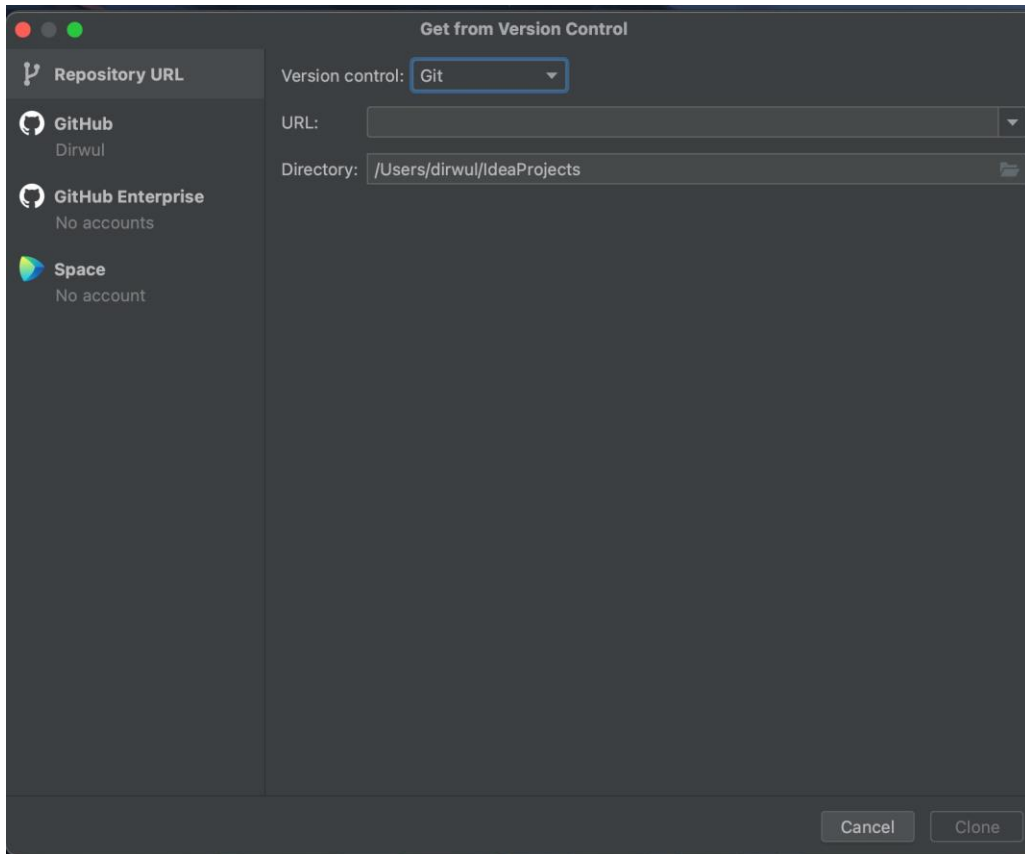 Get from Version Control
Repository URL
GitHub
Dirwul
GitHub Enterprise
No accounts
Space
No account
Version control: Git
URL:
Directory: /Users/dirwul/IdeaProjects
Cancel Clone